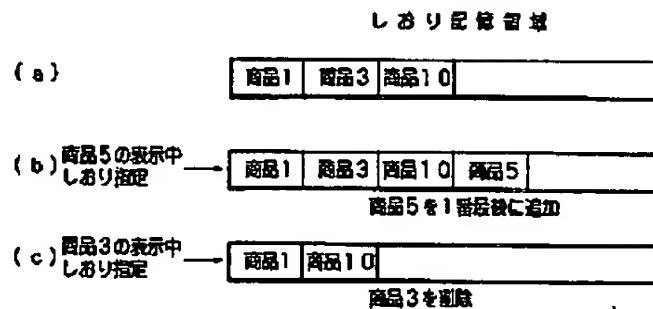 しおり記憶領域
(a) 商品1 商品3 商品10
(b) 商品5の表示中 しおり指定 商品1 商品3 商品10 商品5
商品5を1番最後に追加
(c) 商品3の表示中 しおり指定 商品1 商品10
商品3を削除